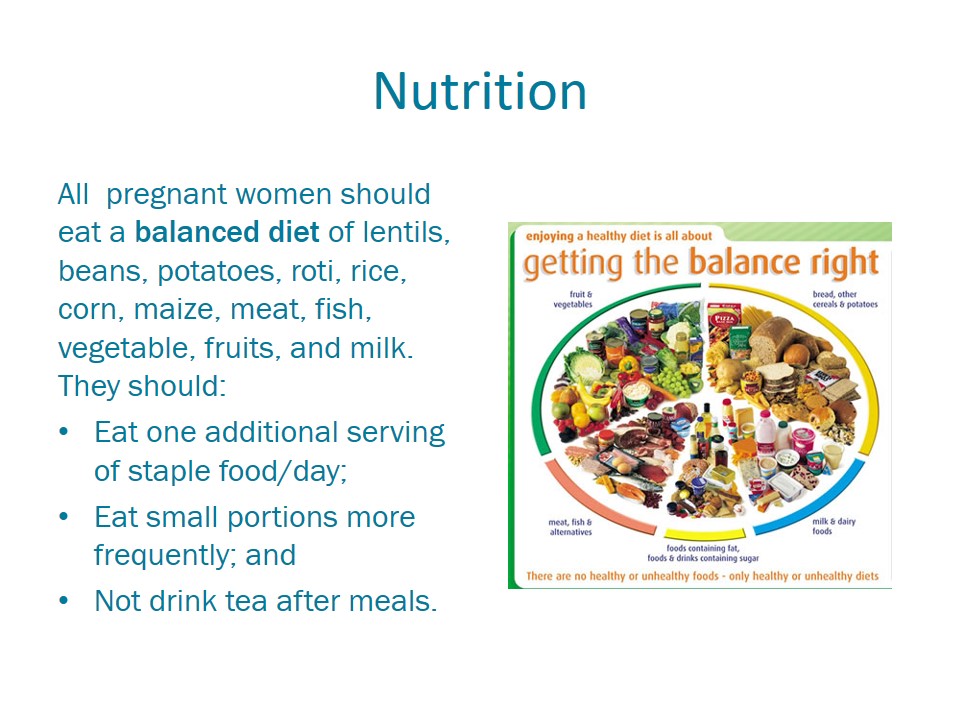 Nutrition
All  pregnant women should
eat a balanced diet of lentils,
beans, potatoes, roti, rice,
corn, maize, meat, fish,
vegetable, fruits, and milk.
They should:
• Eat one additional serving
of staple food/day;
• Eat small portions more
frequently; and
• Not drink tea after meals.
enjoying a healthy diet is all about
getting the balance right
fruit &
vegetables
bread, other
cereals & potatoes
PIZZA
meat, fish &
alternatives
milk & dairy
foods
foods containing fat,
foods & drinks containing sugar
There are no healthy or unhealthy foods - only healthy or unhealthy diets